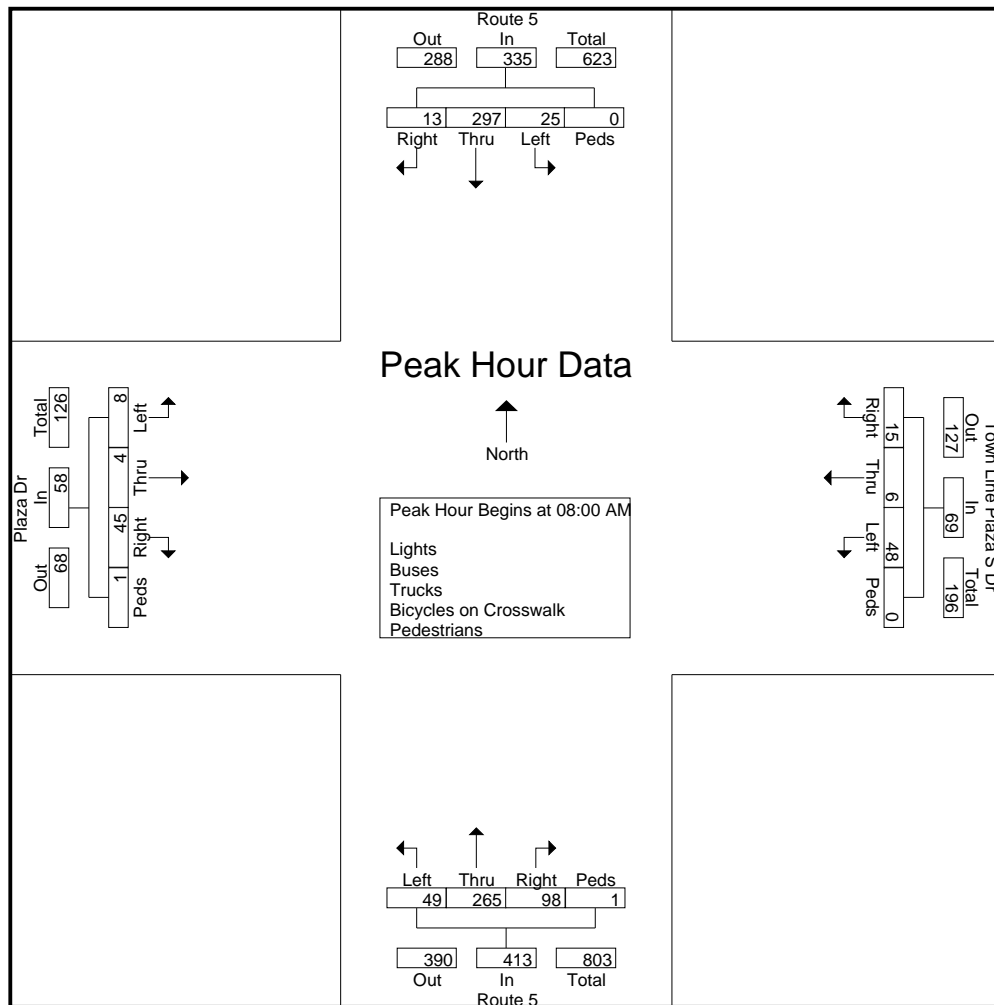 Route 5
Out In Total
288 335 623
13 297 25 0
Right Thru Left Peds
Peak Hour Data
North
Peak Hour Begins at 08:00 AM
Lights
Buses
Trucks
Bicycles on Crosswalk
Pedestrians
Plaza Dr
Total In Out
126 58 68
8 4 45 1
Left Thru Right Peds
Town Line Plaza S Dr
Out In Total
127 69 196
15 6 48 0
Right Thru Left Peds
Left Thru Right Peds
49 265 98 1
390 413 803
Out In Total
Route 5